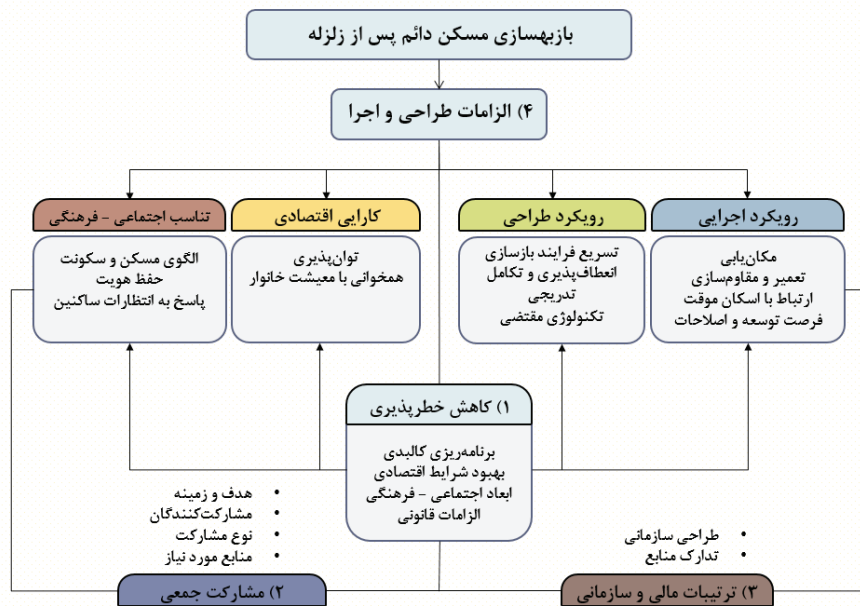 بازبهسازی مسکن دائم پس از زلزله
۴) الزامات طراحی و اجرا
رویکرد اجرایی
مکان‌یابی
تعمیر و مقاوم‌سازی
ارتباط با اسکان موقت
فرصت توسعه و اصلاحات
رویکرد طراحی
تسریع فرایند بازسازی
انعطاف‌پذیری و تکامل
تدریجی
تکنولوژی مقتضی
کارایی اقتصادی
توان‌پذیری
همخوانی با معیشت خانوار
تناسب اجتماعی - فرهنگی
الگوی مسکن و سکونت
حفظ هویت
پاسخ به انتظارات ساکنین
۱) کاهش خطرپذیری
برنامه‌ریزی کالبدی
بهبود شرایط اقتصادی
ابعاد اجتماعی - فرهنگی
الزامات قانونی
• طراحی سازمانی
• تدارک منابع
۳) ترتیبات مالی و سازمانی
• هدف و زمینه
• مشارکت‌کنندگان
• نوع مشارکت
• منابع مورد نیاز
۲) مشارکت جمعی